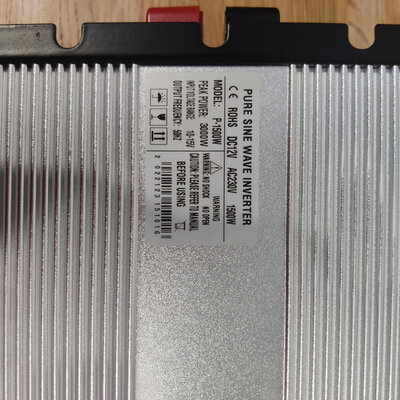 PURE SINE WAVE INVERTER
CE ROHS DC12V AC230V 1500W
MODEL: P-1500W
PEAK POWER: 3000W
INPUT VOLTAGE RANGE: 10-15V
OUTPUT FREQUENCY: 50HZ
WARNING
WARNING: NO SHOCK NO OPEN
CAUTION: PLEASE REFER TO MANUAL
BEFORE USING
2022123151016